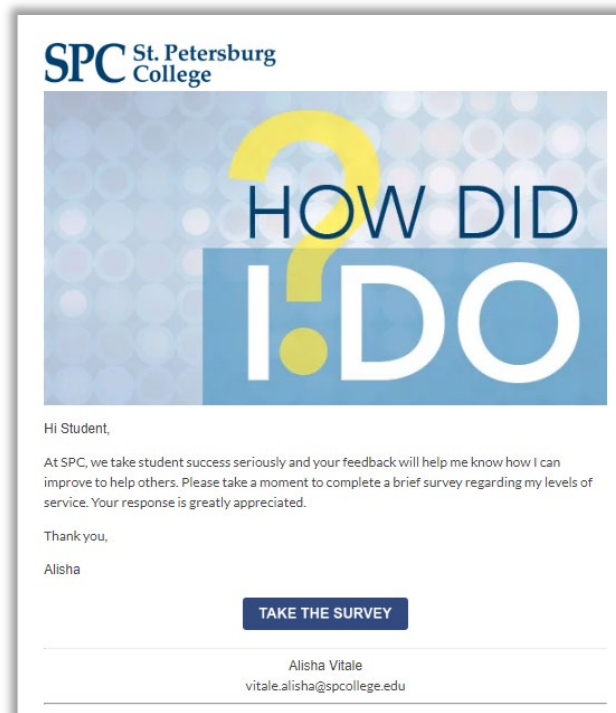 SPC St. Petersburg
College
HOW DID
I DO
?
Hi Student,
At SPC, we take student success seriously and your feedback will help me know how I can
improve to help others. Please take a moment to complete a brief survey regarding my levels of
service. Your response is greatly appreciated.
Thank you,
Alisha
TAKE THE SURVEY
Alisha Vitale
vitale.alisha@spcollege.edu